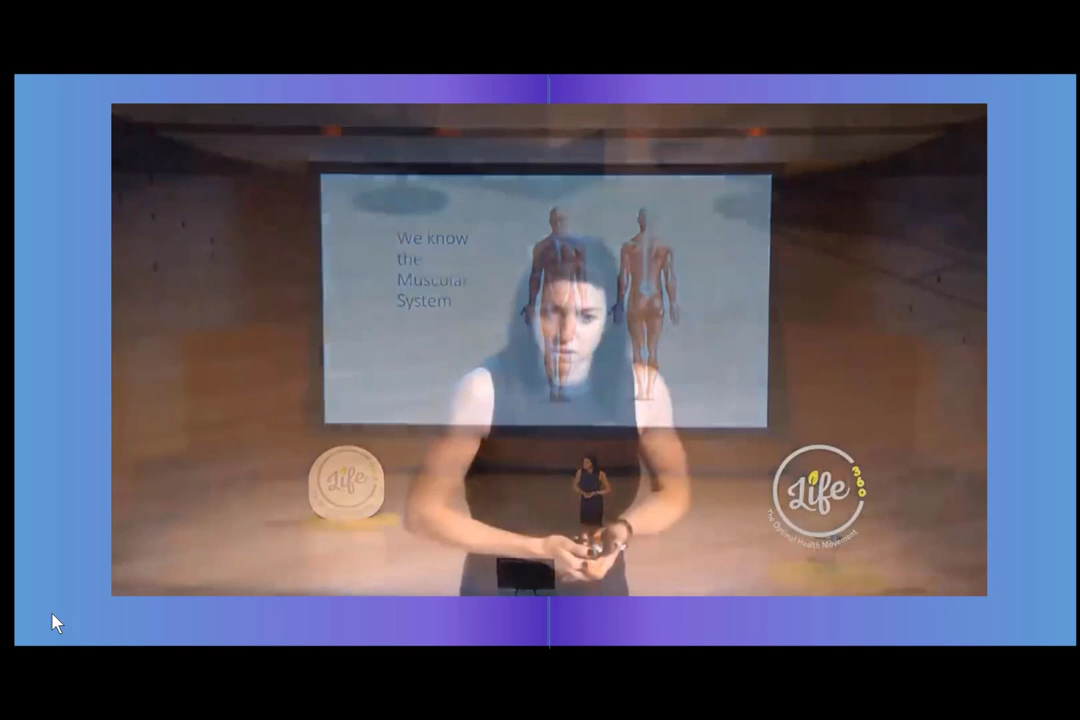 We know
the
Muscular
System
Life
Life
360
The Optimal Health Movement